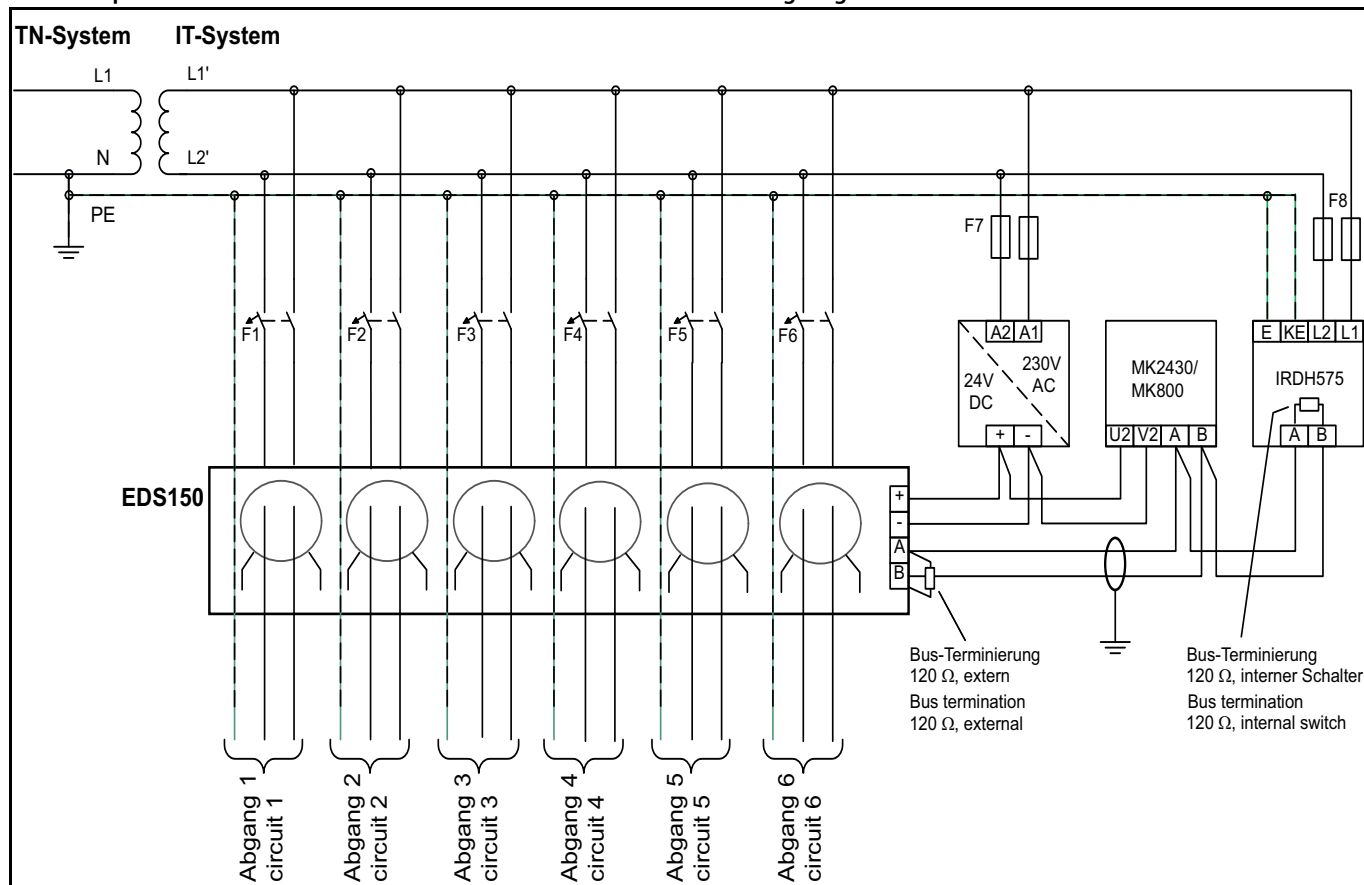 TN-System IT-System
L1 L1'
N L2'
PE
F7
F8
F1 F2 F3 F4 F5 F6
A2 A1
E KE L2 L1
24V
DC
230V
AC
MK2430/
MK800
IRDH575
+ -
U2 V2 A B
A B
EDS150
+
-
A
B
Bus-Terminierung
120 Ω, extern
Bus termination
120 Ω, external
Bus-Terminierung
120 Ω, interner Schalter
Bus termination
120 Ω, internal switch
Abgang 1
circuit 1
Abgang 2
circuit 2
Abgang 3
circuit 3
Abgang 4
circuit 4
Abgang 5
circuit 5
Abgang 6
circuit 6